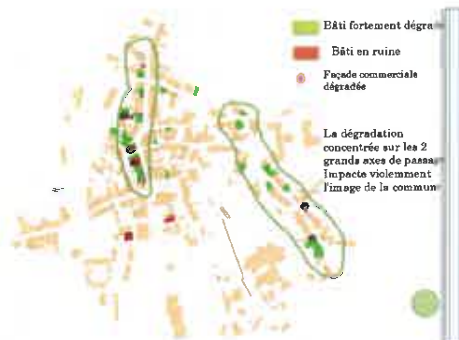 Bâti fortement dégra
Bâti en ruine
Façade commerciale
dégradée
La dégradation
concentrée sur les 2
grands axes de passa
Impacte violemment
l'image de la commun